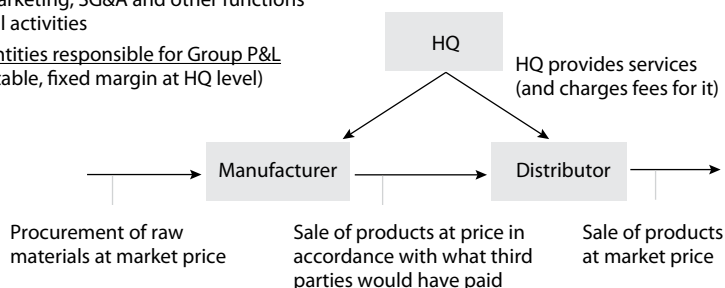 SG&A and other functions
l activities
ntities responsible for Group P&L
table, fixed margin at HQ level)
HQ
HQ provides services
(and charges fees for it)
Manufacturer
Distributor
Procurement of raw
materials at market price
Sale of products at price in
accordance with what third
parties would have paid
Sale of products
at market price